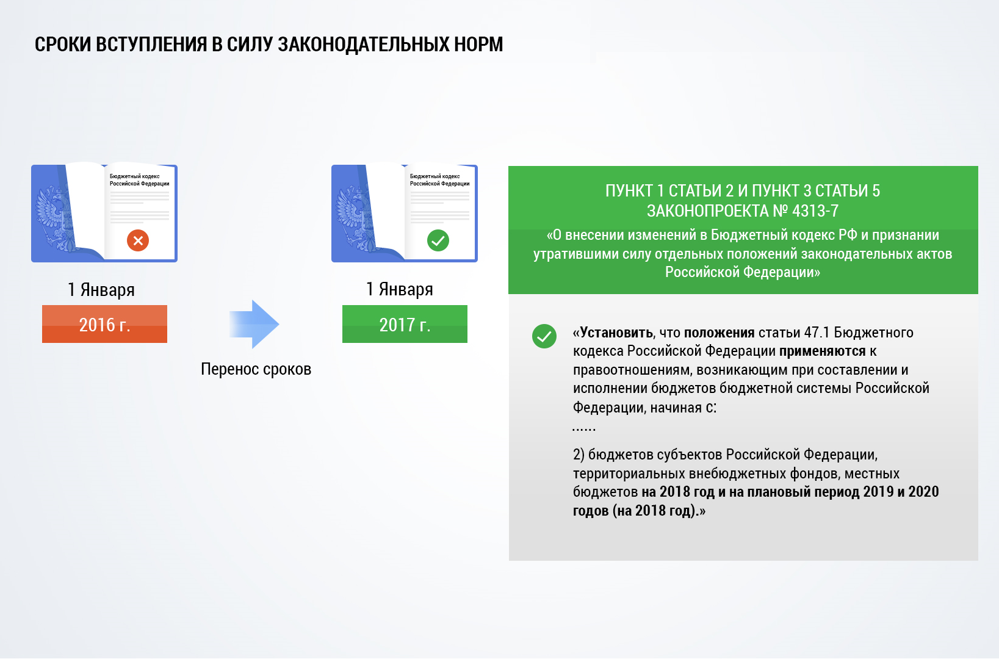 СРОКИ ВСТУПЛЕНИЯ В СИЛУ ЗАКОНОДАТЕЛЬНЫХ НОРМ
Бюджетный кодекс
Российской Федерации
1 Января
2016 г.
Перенос сроков
Бюджетный кодекс
Российской Федерации
1 Января
2017 г.
ПУНКТ 1 СТАТЬИ 2 И ПУНКТ 3 СТАТЬИ 5
ЗАКОНОПРОЕКТА № 4313-7
«О внесении изменений в Бюджетный кодекс РФ и признании
утратившими силу отдельных положений законодательных актов
Российской Федерации»
«Установить, что положения статьи 47.1 Бюджетного
кодекса Российской Федерации применяются к
правоотношениям, возникающим при составлении и
исполнении бюджетов бюджетной системы Российской
Федерации, начиная с:
......
2) бюджетов субъектов Российской Федерации,
территориальных внебюджетных фондов, местных
бюджетов на 2018 год и на плановый период 2019 и 2020
годов (на 2018 год).»